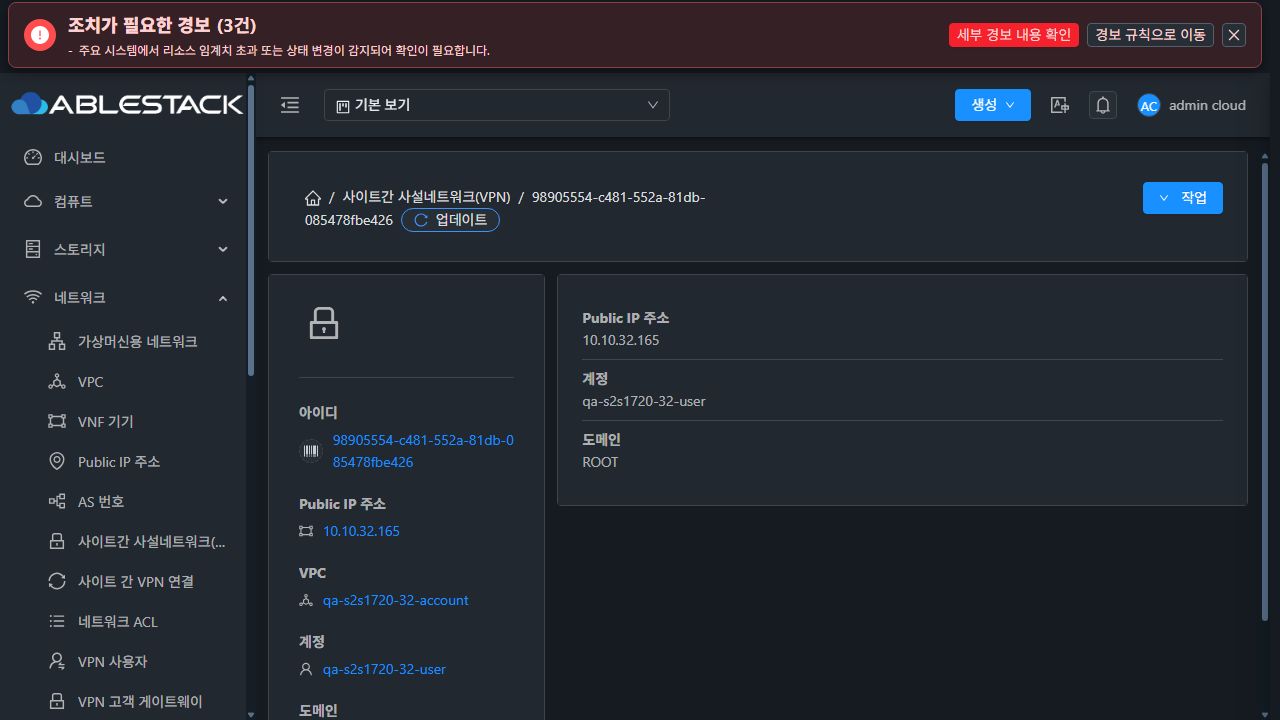 조치가 필요한 경보 (3건)
- 주요 시스템에서 리소스 임계치 초과 또는 상태 변경이 감지되어 확인이 필요합니다.
세부 경보 내용 확인
경보 규칙으로 이동
ABLESTACK
기본 보기
생성
AC
admin cloud
대시보드
컴퓨트
스토리지
네트워크
가상머신용 네트워크
VPC
VNF 기기
Public IP 주소
AS 번호
사이트간 사설네트워크(...
사이트 간 VPN 연결
네트워크 ACL
VPN 사용자
VPN 고객 게이트웨이
/ 사이트간 사설네트워크(VPN) / 98905554-c481-552a-81db-
085478fbe426 업데이트
작업
아이디
98905554-c481-552a-81db-0
85478fbe426
Public IP 주소
10.10.32.165
VPC
qa-s2s1720-32-account
계정
qa-s2s1720-32-user
도메인
Public IP 주소
10.10.32.165
계정
qa-s2s1720-32-user
도메인
ROOT